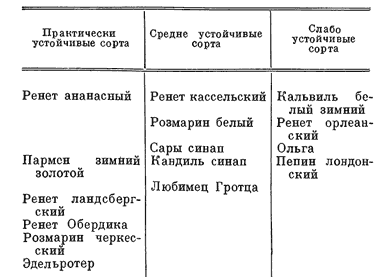 Практически устойчивые сорта
Средне устойчивые сорта
Слабо устойчивые сорта
Ренет ананасный
Пармен зимний золотой
Ренет ландсбергский
Ренет Обердика
Розмарин черкесский
Эдельротер
Ренет кассельский
Розмарин белый
Сары синап
Кандиль синап
Любимец Гротца
Кальвиль белый зимний
Ренет орлеанский
Ольга
Пепин лондонский